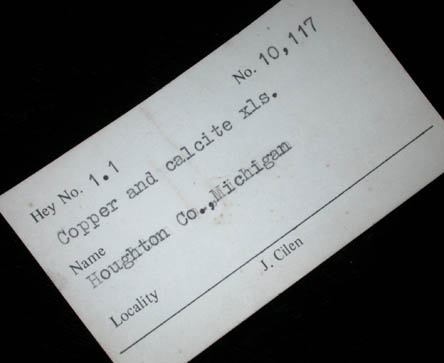 Hey No. 1.1 No. 10,117
Copper and calcite xls.
Name
Houghton Co.,Michigan
Locality
J. Cilen